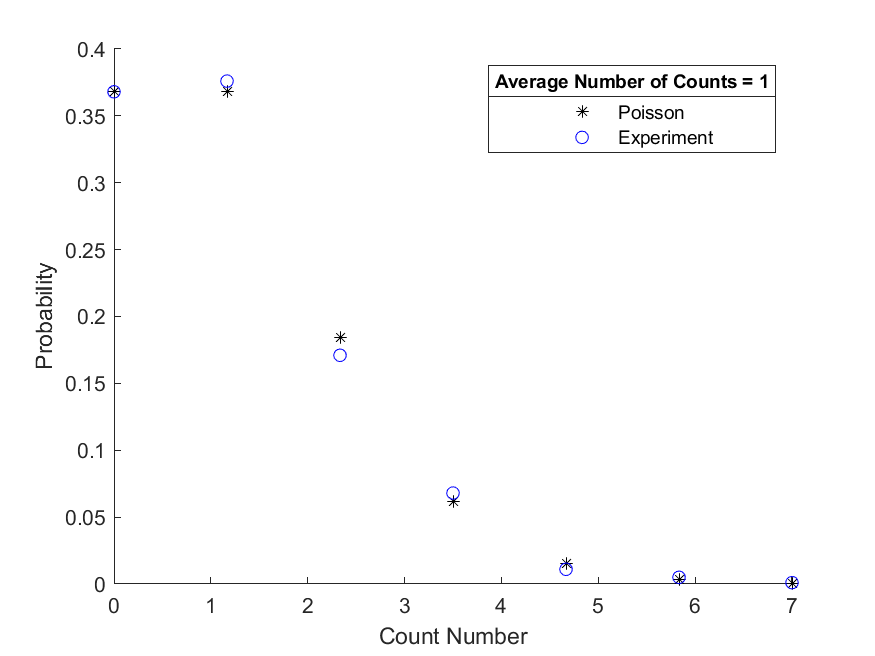 0.4
0.35
0.3
0.25
0.2
0.15
0.1
0.05
0
Probability
Average Number of Counts = 1
Poisson
Experiment
0 1 2 3 4 5 6 7
Count Number